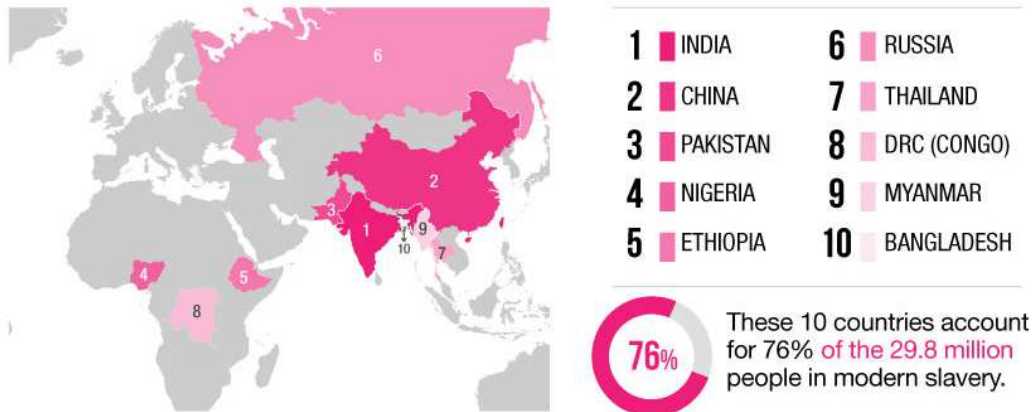 6
2
3
1
9
10
7
4
5
8
1 INDIA
2 CHINA
3 PAKISTAN
4 NIGERIA
5 ETHIOPIA
6 RUSSIA
7 THAILAND
8 DRC (CONGO)
9 MYANMAR
10 BANGLADESH
76%
These 10 countries account
for 76% of the 29.8 million
people in modern slavery.